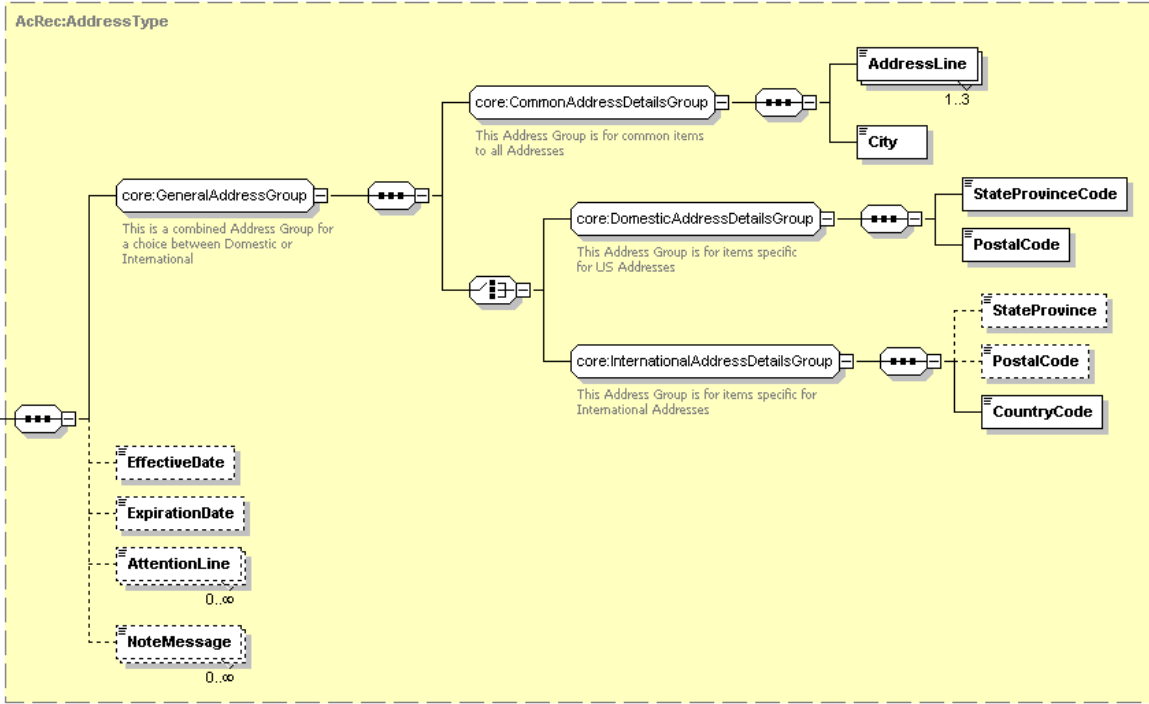 AcRec:AddressType
AddressLine
1..3
core:CommonAddressDetailsGroup
This Address Group is for common items
to all Addresses
City
core:GeneralAddressGroup
This is a combined Address Group for
a choice between Domestic or
International
core:DomesticAddressDetailsGroup
This Address Group is for items specific
for US Addresses
StateProvinceCode
PostalCode
StateProvince
core:InternationalAddressDetailsGroup
This Address Group is for items specific for
International Addresses
PostalCode
CountryCode
EffectiveDate
ExpirationDate
AttentionLine
0..∞
NoteMessage
0..∞